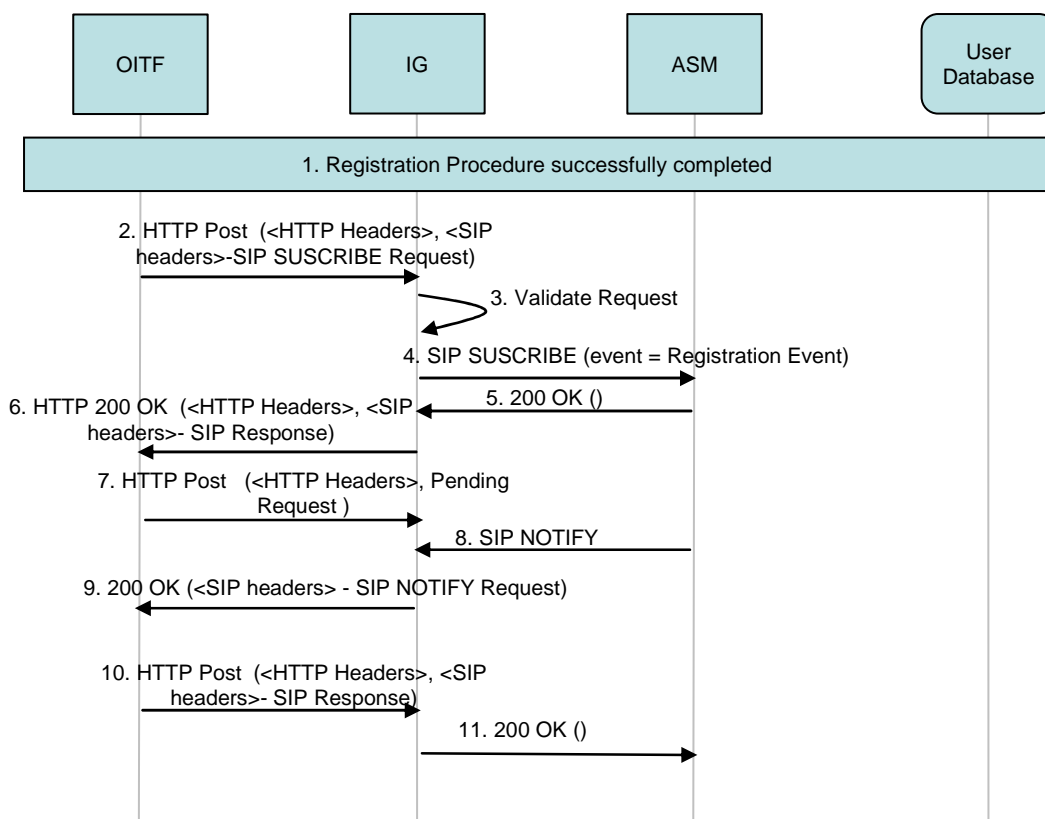 OITF
IG
ASM
User
Database
1. Registration Procedure successfully completed
2. HTTP Post (<HTTP Headers>, <SIP
headers>-SIP SUSCRIBE Request)
3. Validate Request
4. SIP SUSCRIBE (event = Registration Event)
5. 200 OK ()
6. HTTP 200 OK (<HTTP Headers>, <SIP
headers>- SIP Response)
7. HTTP Post (<HTTP Headers>, Pending
Request )
8. SIP NOTIFY
9. 200 OK (<SIP headers> - SIP NOTIFY Request)
10. HTTP Post (<HTTP Headers>, <SIP
headers>- SIP Response)
11. 200 OK ()